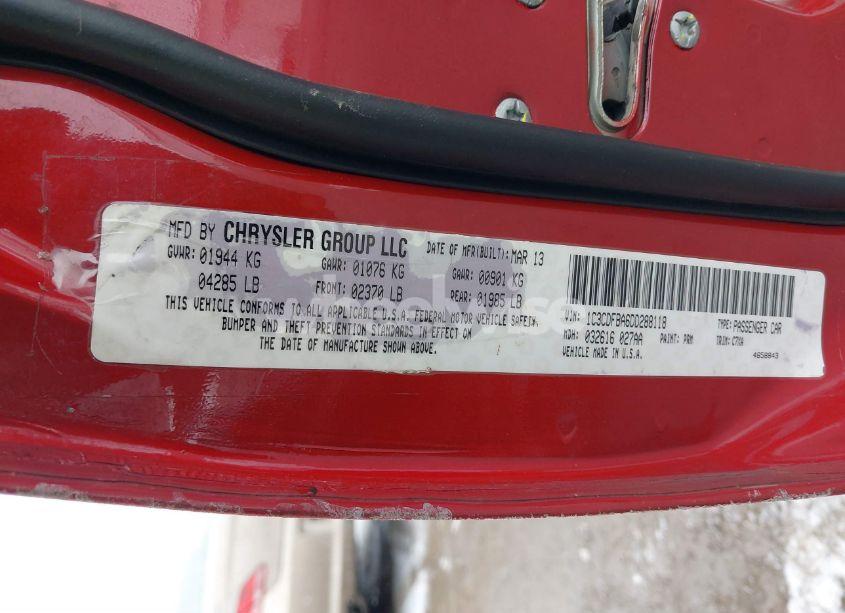 MFD BY CHRYSLER GROUP LLC DATE OF MFR(BUILT): MAR 13
GVWR: 01944 KG GAWR: 01076 KG GAWR: 00901 KG
04285 LB FRONT: 02370 LB REAR: 01985 LB
THIS VEHICLE CONFORMS TO ALL APPLICABLE U.S.A. FEDERAL MOTOR VEHICLE SAFETY,
BUMPER AND THEFT PREVENTION STANDARDS IN EFFECT ON
THE DATE OF MANUFACTURE SHOWN ABOVE.
VIN: 1C3CDFBA6DD288118 TYPE: PASSENGER CAR
MDH: 032616 027AA PAINT: PRM TRIM: C7X9
VEHICLE MADE IN U.S.A. 4658843